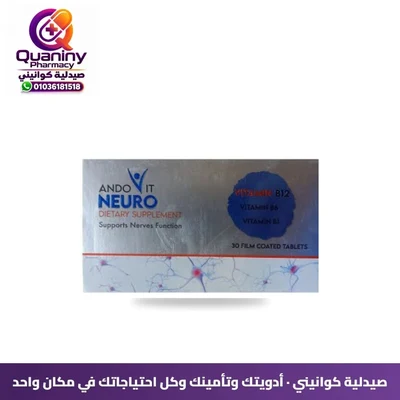 Quaniny
Pharmacy
صيدلية كوانيني
01036181518
ANDO VIT
NEURO
DIETARY SUPPLEMENT
Supports Nerves Function
VITAMIN B12
VITAMIN B6
VITAMIN B1
30 FILM COATED TABLETS
صيدلية كوانيني - أدويتك وتأمينك وكل احتياجاتك في مكان واحد